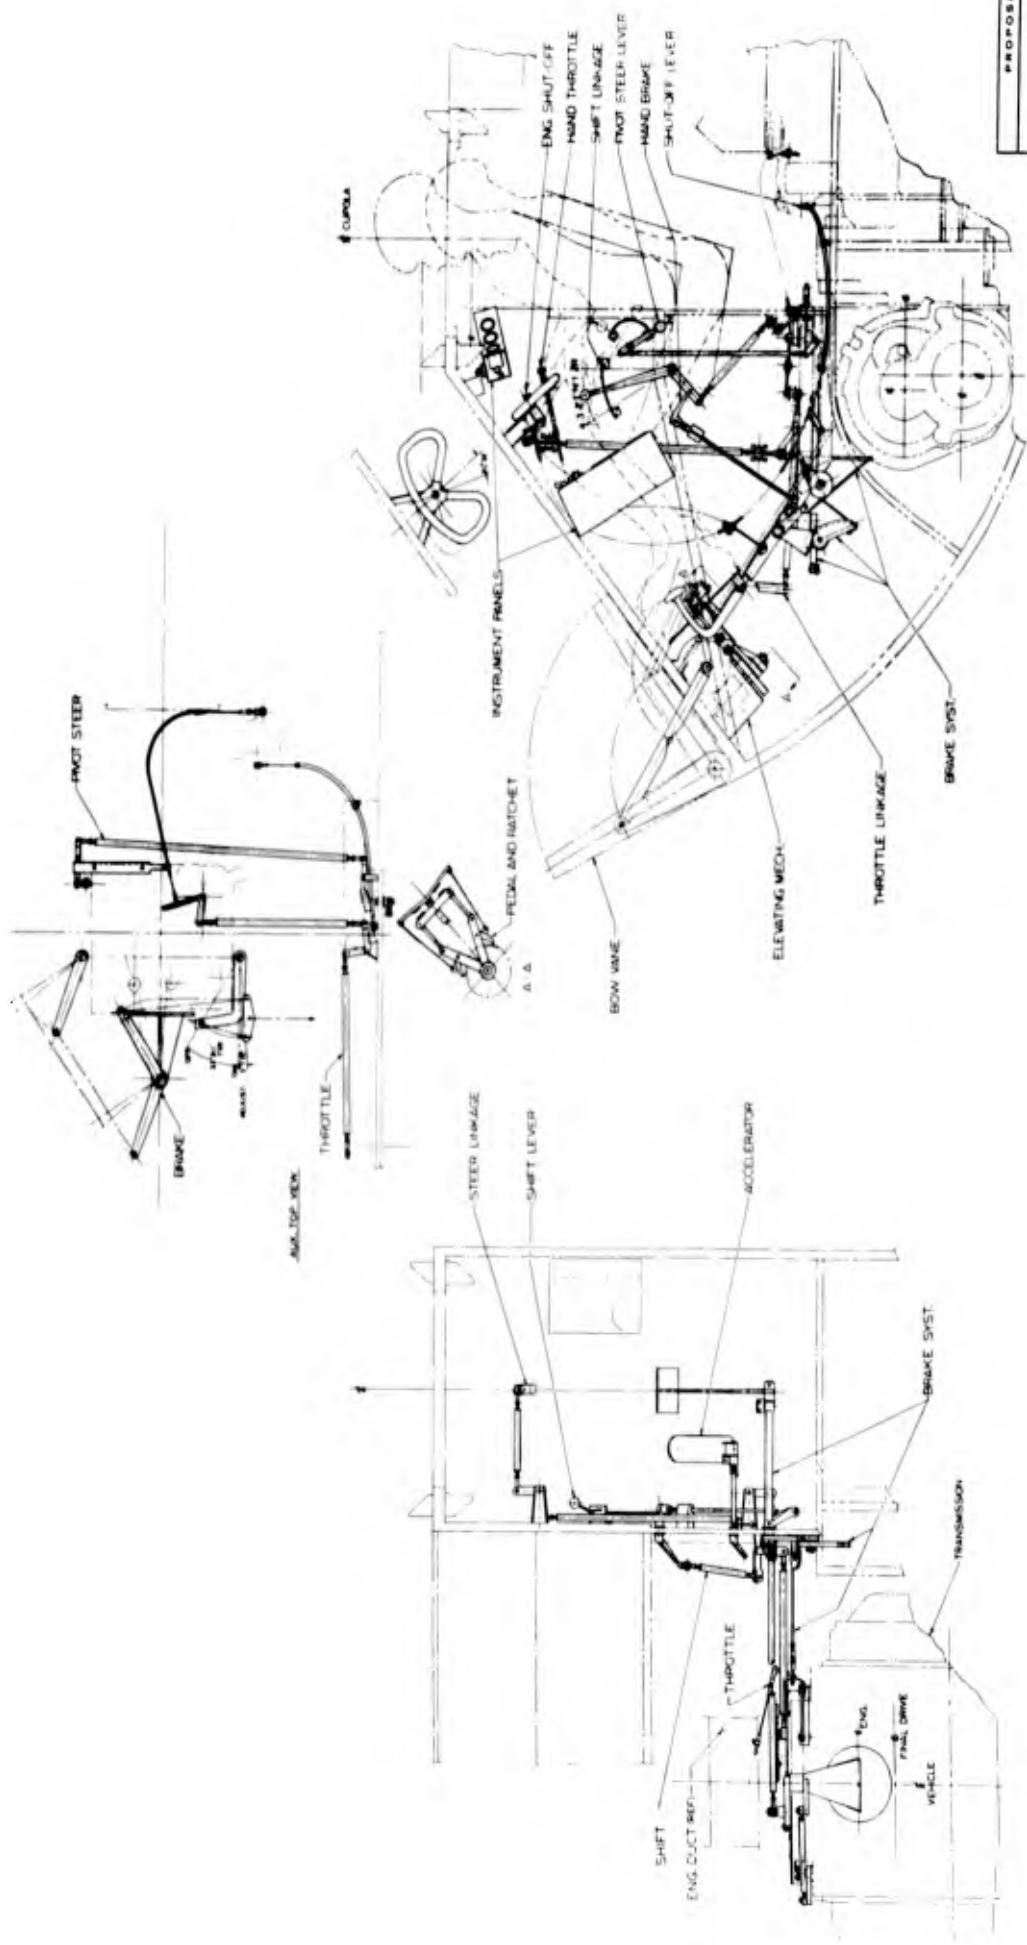 PROPOS
℄ CUPOLA
ENG SHUT-OFF
HAND THROTTLE
SHIFT LINKAGE
PIVOT STEER LEVER
HAND BRAKE
SHUT-OFF LEVER
INSTRUMENT PANELS
BOW VANE
ELEVATING MECH.
THROTTLE LINKAGE
BRAKE SYST.
A
A
PIVOT STEER
BRAKE
THROTTLE
ADJUST.
AUX. TOP VIEW
PEDAL AND RATCHET
A A
STEER LINKAGE
SHIFT LEVER
ACCELERATOR
BRAKE SYST.
TRANSMISSION
SHIFT
ENG. DUCT (REF)
THROTTLE
ENG.
FINAL DRIVE
℄
VEHICLE